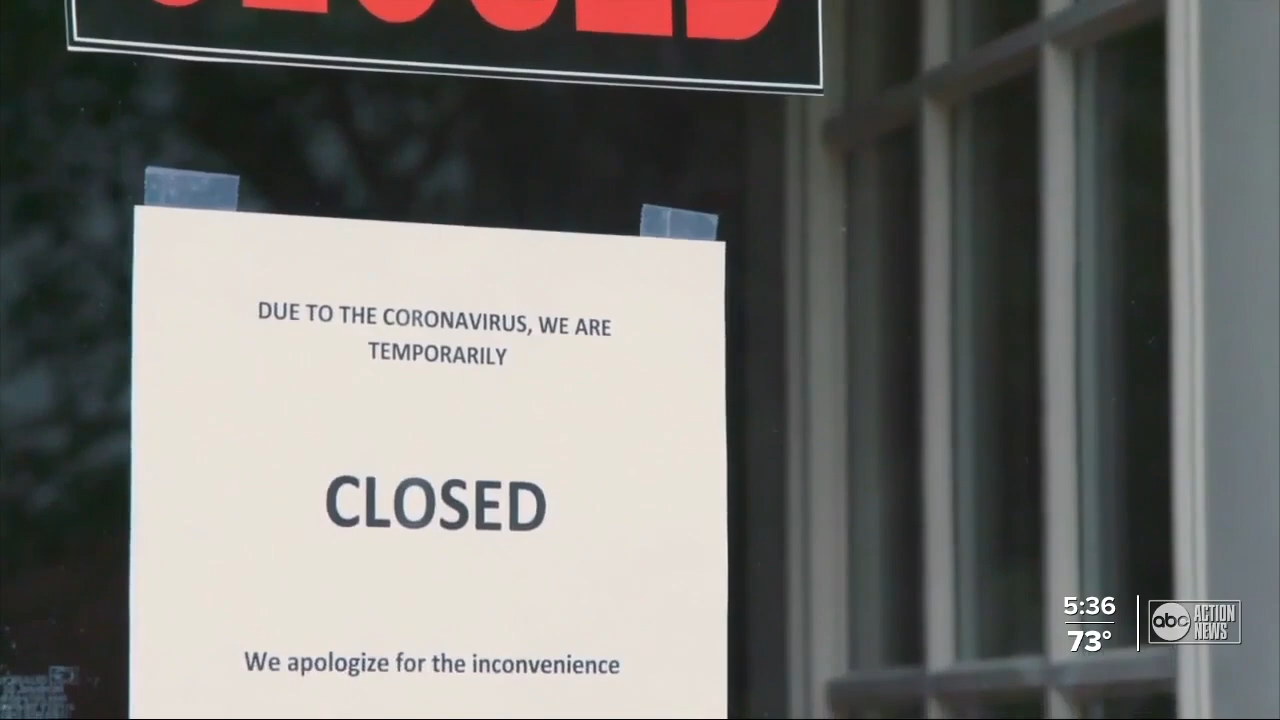 CLOSED
DUE TO THE CORONAVIRUS, WE ARE
TEMPORARILY
CLOSED
We apologize for the inconvenience
5:36
73°
abc ACTION
NEWS